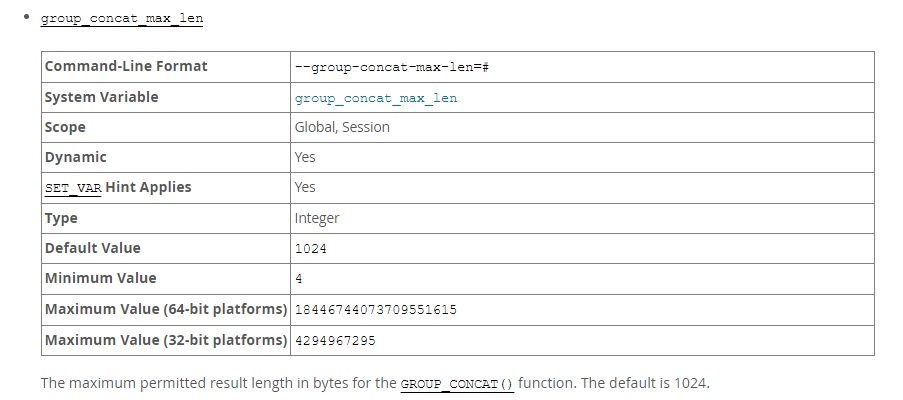 group_concat_max_len
Command-Line Format --group-concat-max-len=#
System Variable group_concat_max_len
Scope Global, Session
Dynamic Yes
SET_VAR Hint Applies Yes
Type Integer
Default Value 1024
Minimum Value 4
Maximum Value (64-bit platforms) 18446744073709551615
Maximum Value (32-bit platforms) 4294967295
The maximum permitted result length in bytes for the GROUP_CONCAT() function. The default is 1024.